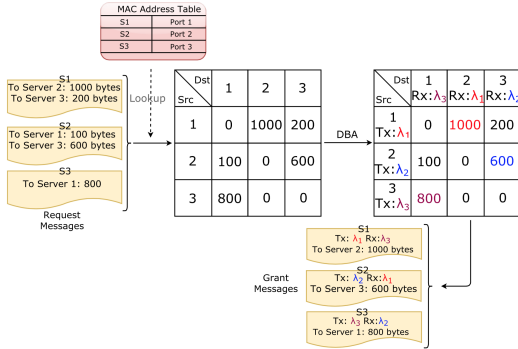 MAC Address Table
S1 Port 1
S2 Port 2
S3 Port 3
Lookup
S1
To Server 2: 1000 bytes
To Server 3: 200 bytes
S2
To Server 1: 100 bytes
To Server 3: 600 bytes
S3
To Server 1: 800
Request
Messages
Dst
Src
1 2 3
1 0 1000 200
2 100 0 600
3 800 0 0
DBA
Dst
Src
1 2 3
Rx:λ3 Rx:λ1 Rx:λ2
1
Tx:λ1
0 1000 200
2
Tx:λ2
100 0 600
3
Tx:λ3
800 0 0
Grant
Messages
S1
Tx: λ1 Rx:λ3
To Server 2: 1000 bytes
S2
Tx: λ2 Rx:λ1
To Server 3: 600 bytes
S3
Tx: λ3 Rx:λ2
To Server 1: 800 bytes